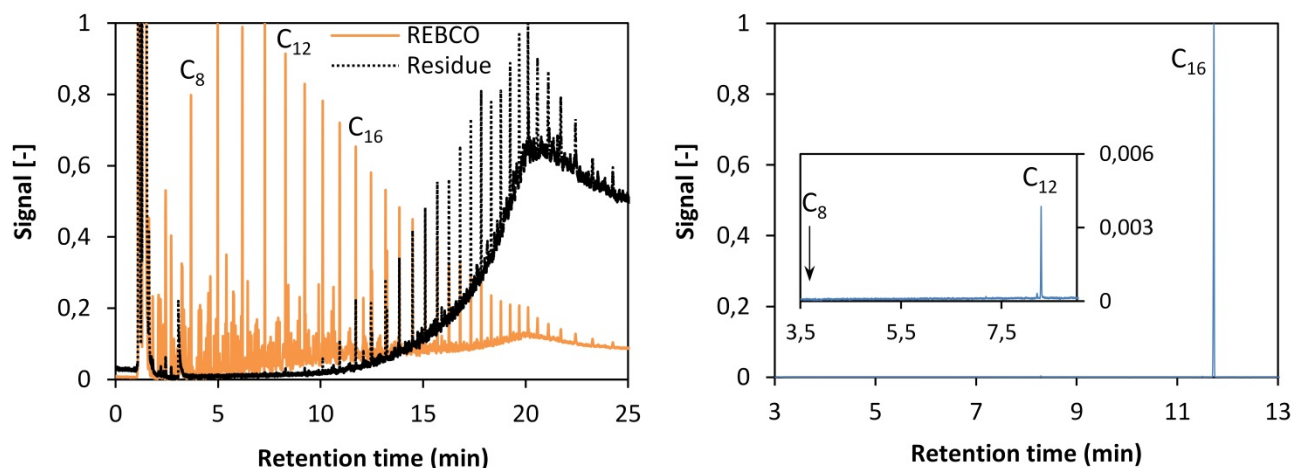 1
0,8
0,6
0,4
0,2
0
Signal [-]
C8
C12
C16
REBCO
Residue
0 5 10 15 20 25
Retention time (min)
1
0,8
0,6
0,4
0,2
0
Signal [-]
C16
C8
C12
0,006
0,003
0
3,5 5,5 7,5
3 5 7 9 11 13
Retention time (min)